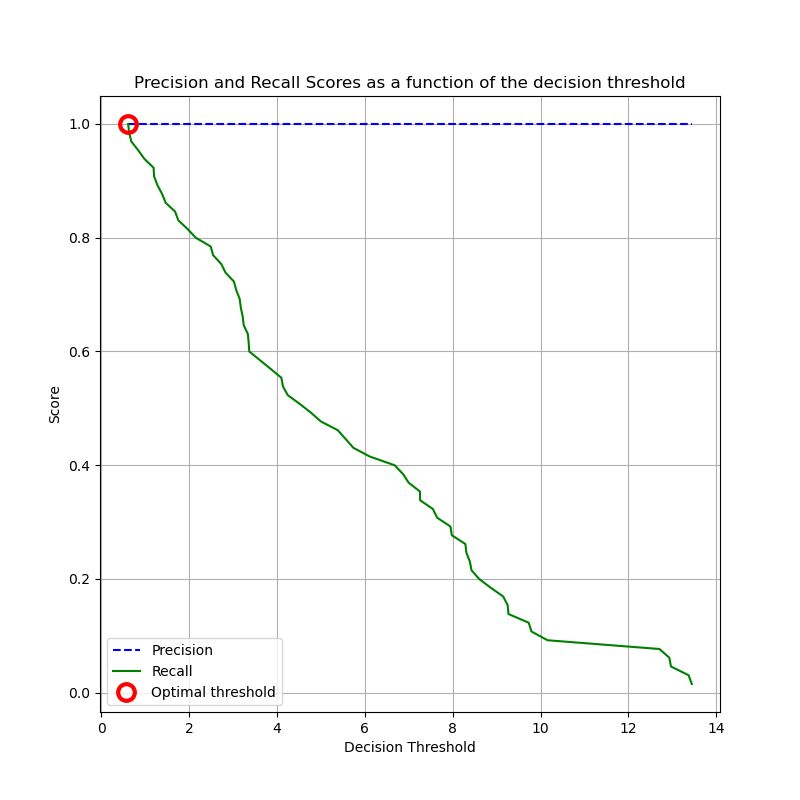 Precision and Recall Scores as a function of the decision threshold
1.0
0.8
0.6
0.4
0.2
0.0
Score
Precision
Recall
Optimal threshold
0 2 4 6 8 10 12 14
Decision Threshold